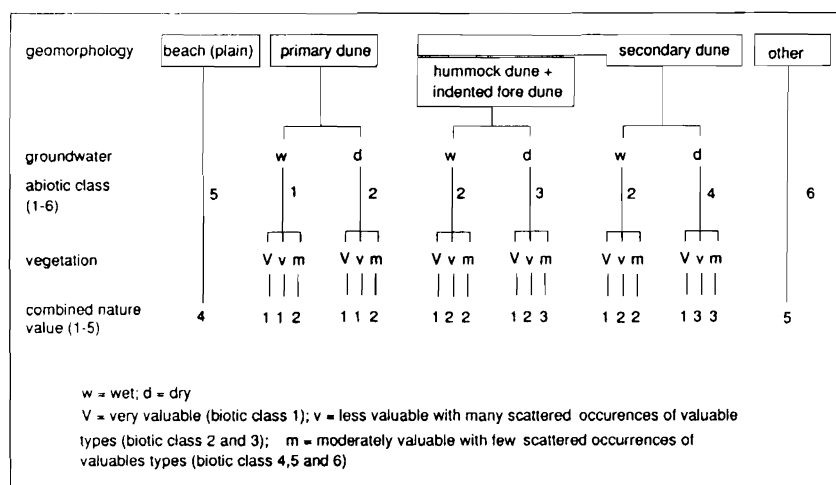 geomorphology beach (plain) primary dune secondary dune other
hummock dune +
indented fore dune
groundwater w d w d w d
abiotic class 5 1 2 2 3 2 4 6
(1-6)
vegetation V v m V v m V v m V v m V v m V v m
combined nature 4 1 1 2 1 1 2 1 2 2 1 2 3 1 2 2 1 3 3 5
value (1-5)
w = wet; d = dry
V = very valuable (biotic class 1); v = less valuable with many scattered occurences of valuable
types (biotic class 2 and 3); m = moderately valuable with few scattered occurrences of
valuables types (biotic class 4,5 and 6)